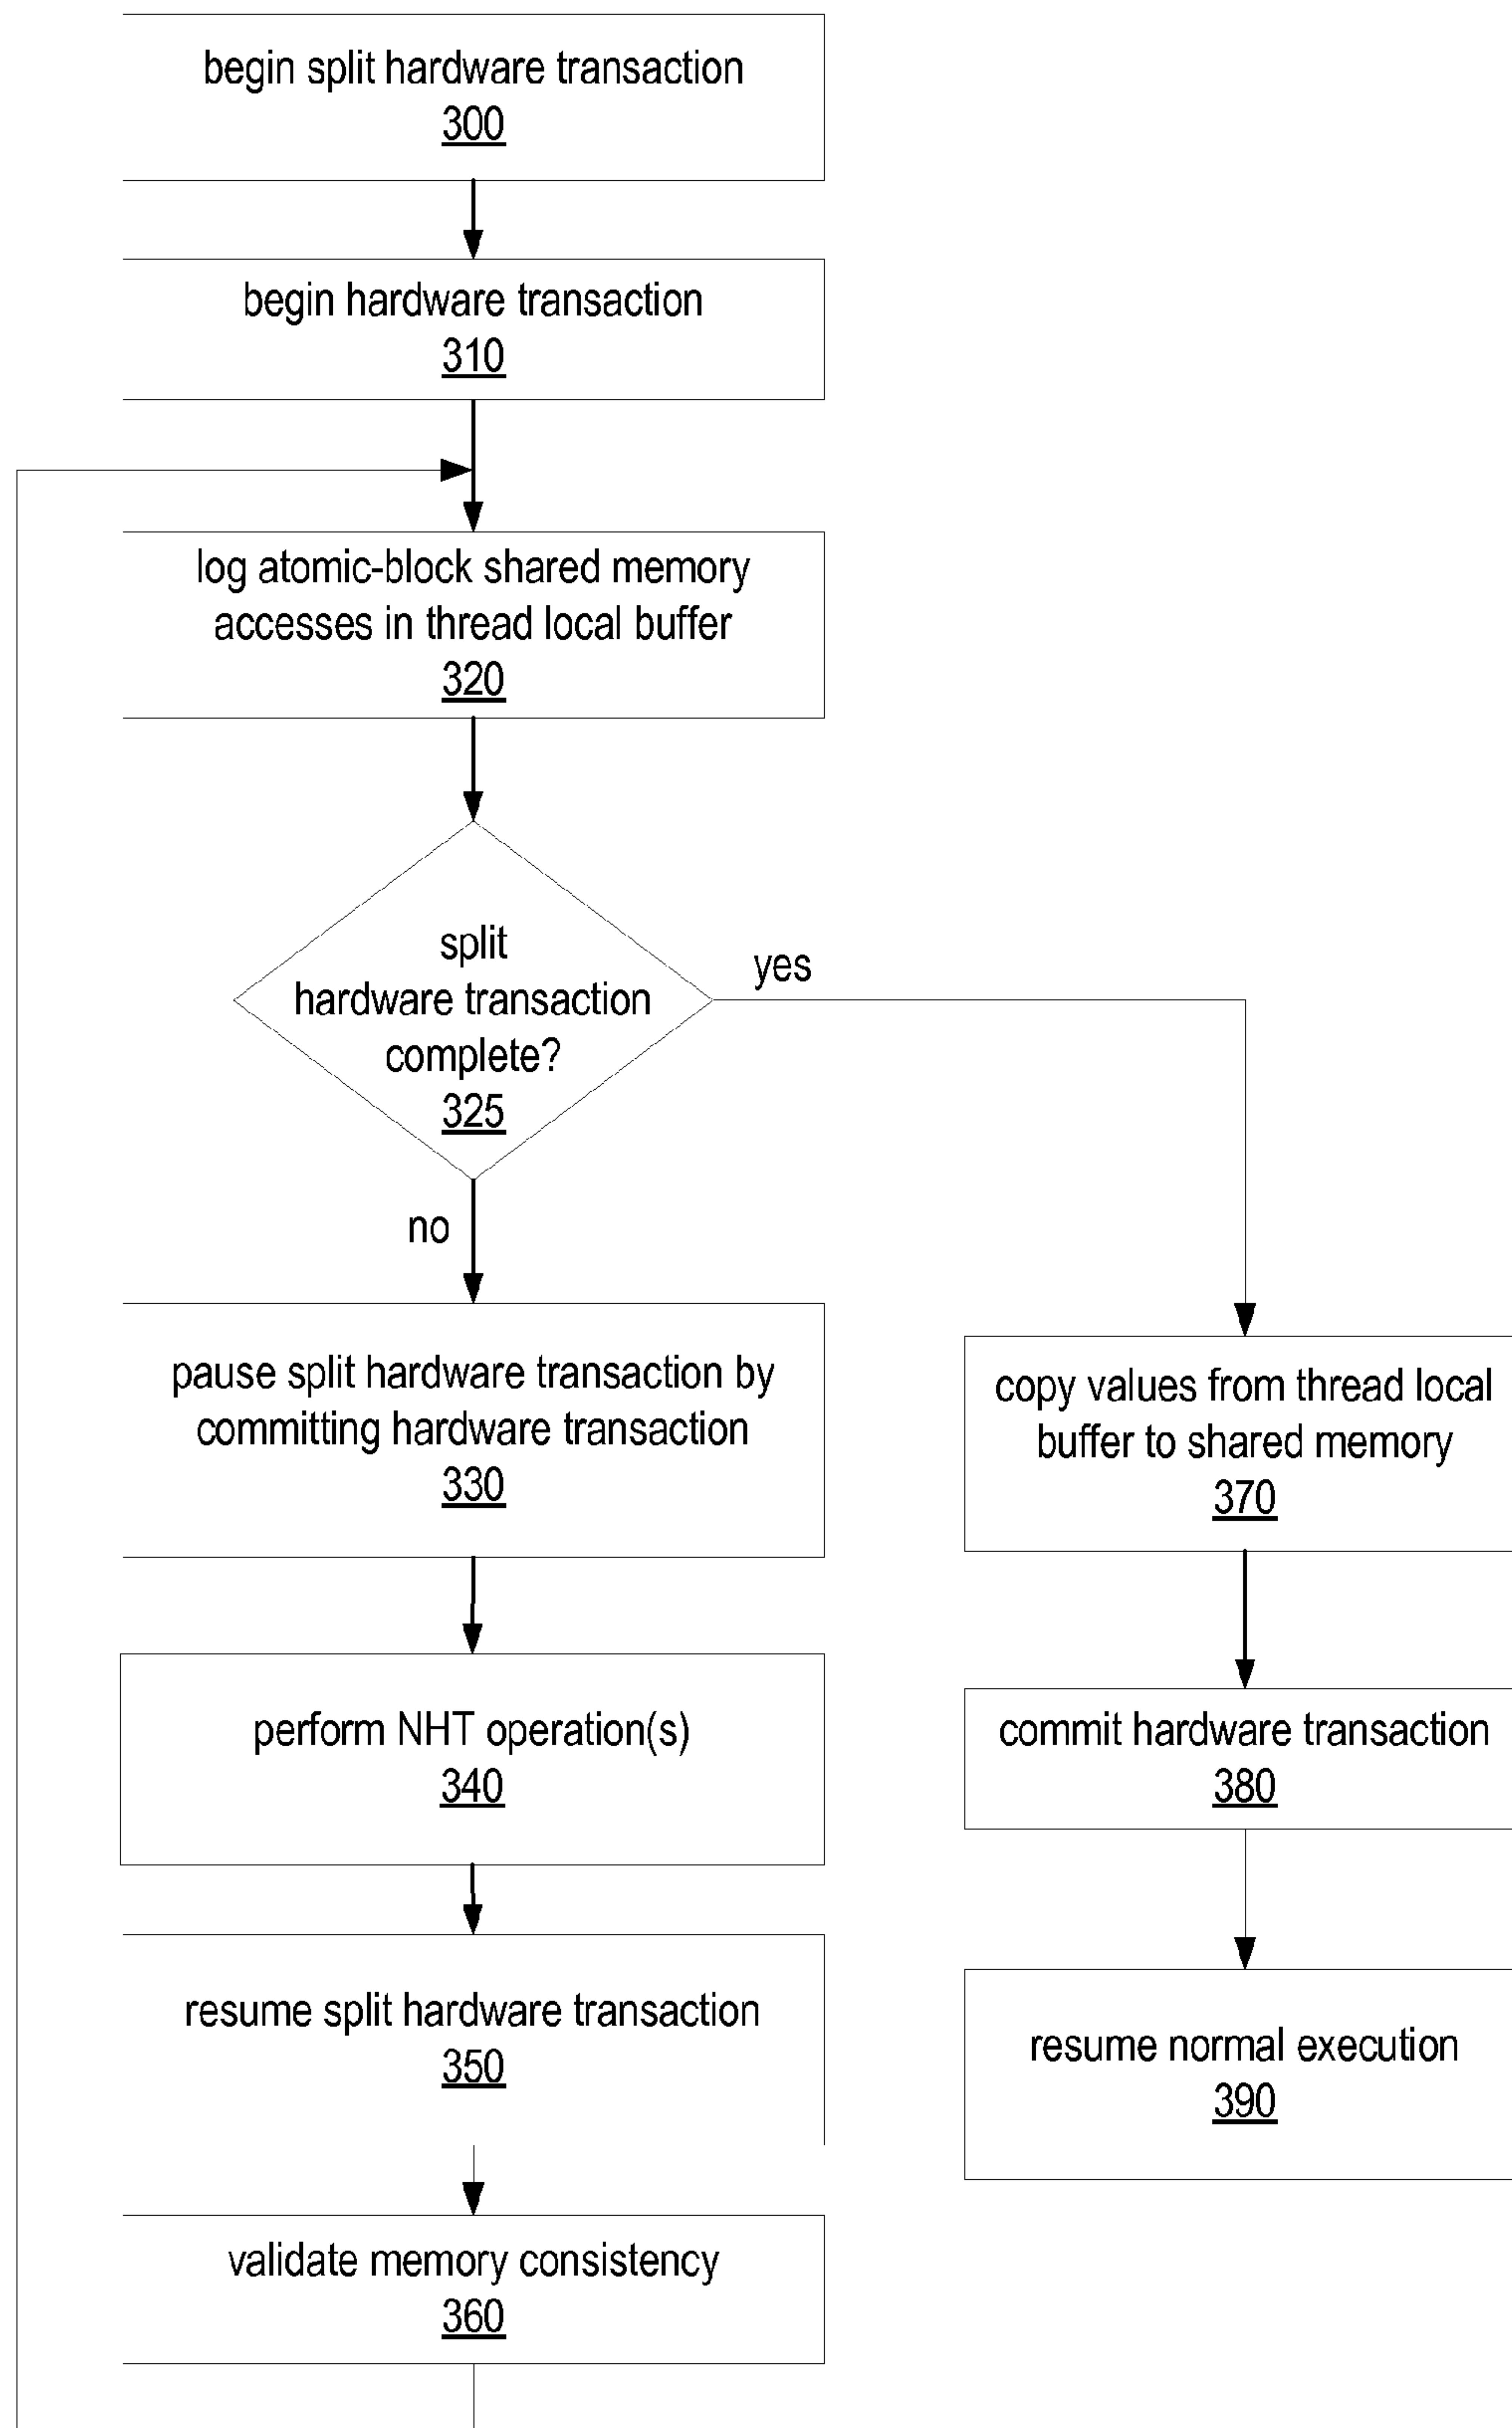 begin split hardware transaction
300
begin hardware transaction
310
log atomic-block shared memory
accesses in thread local buffer
320
split
hardware transaction
complete?
325
yes
no
pause split hardware transaction by
committing hardware transaction
330
perform NHT operation(s)
340
resume split hardware transaction
350
validate memory consistency
360
copy values from thread local
buffer to shared memory
370
commit hardware transaction
380
resume normal execution
390